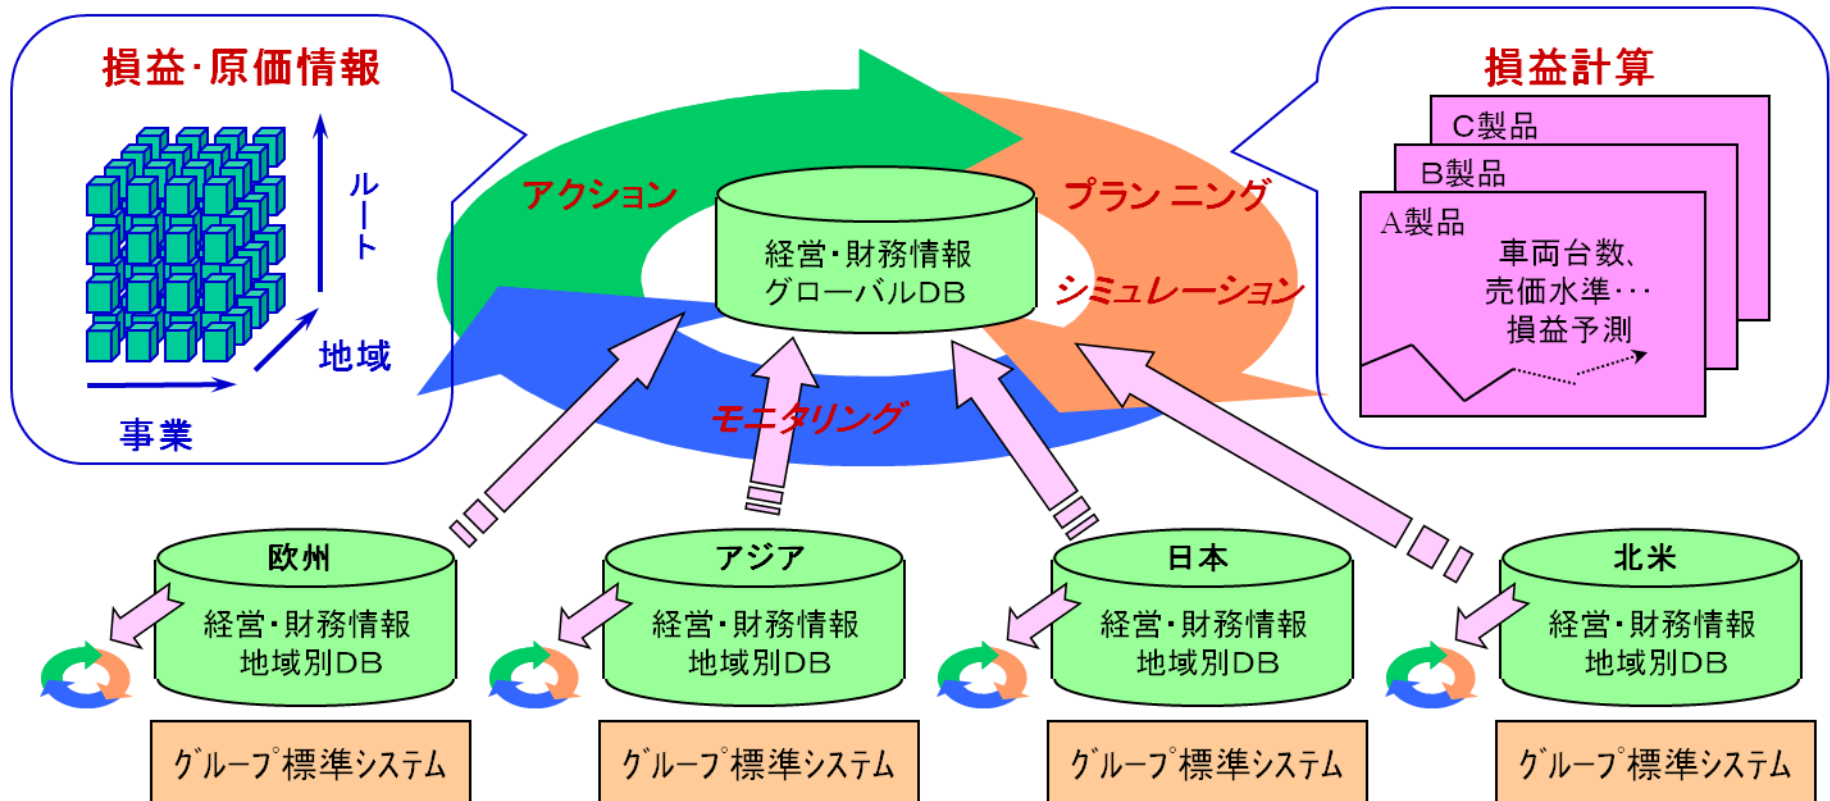 損益・原価情報
ルート
地域
事業
アクション
プランニング
シミュレーション
モニタリング
経営・財務情報
グローバルDB
損益計算
C製品
B製品
A製品
車両台数、
売価水準・・・
損益予測
欧州
経営・財務情報
地域別DB
グループ標準システム
アジア
経営・財務情報
地域別DB
グループ標準システム
日本
経営・財務情報
地域別DB
グループ標準システム
北米
経営・財務情報
地域別DB
グループ標準システム